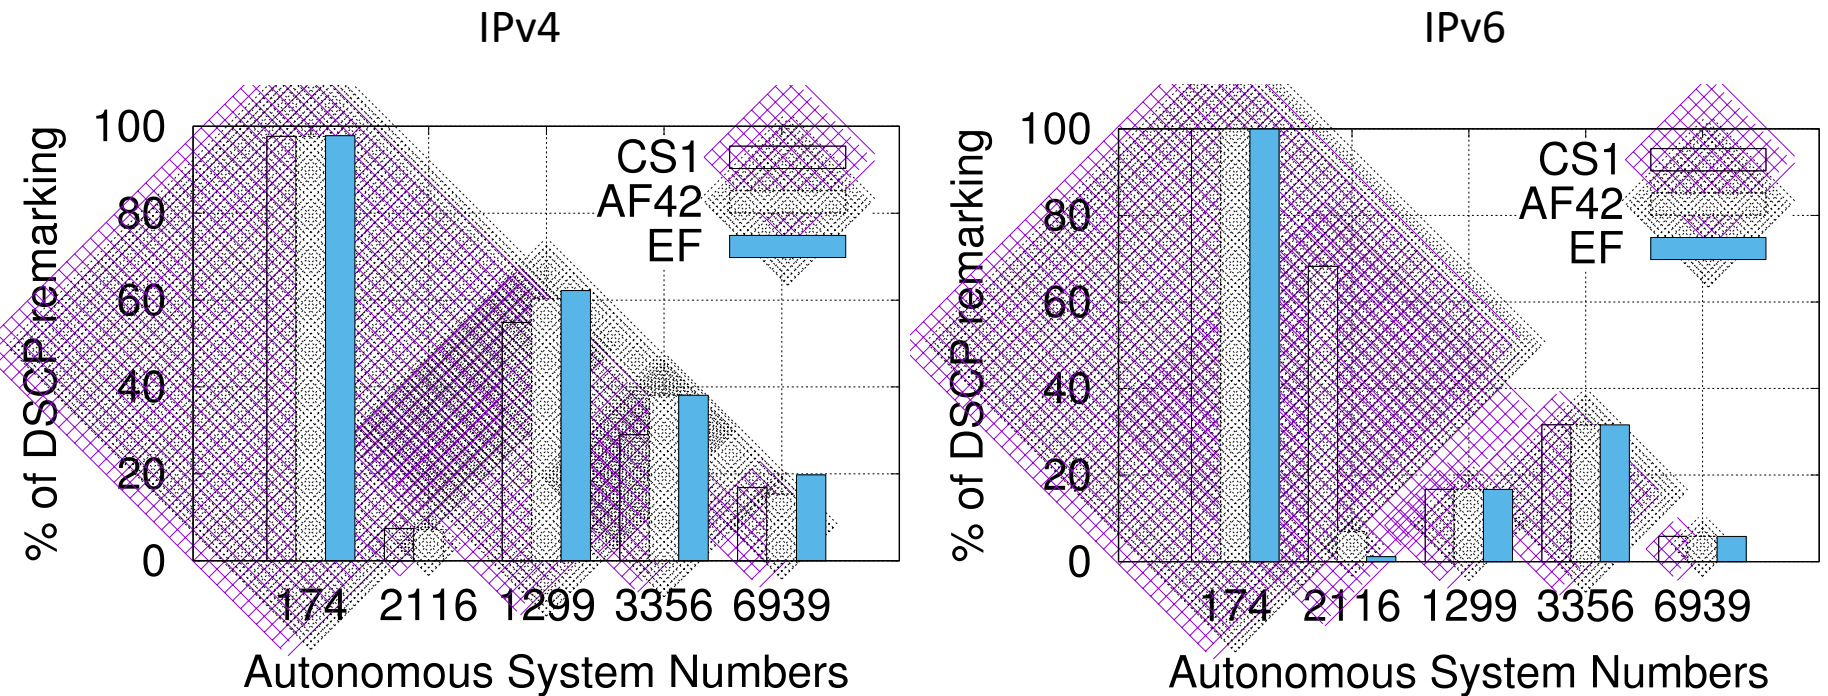 IPv4
% of DSCP remarking
100
80
60
40
20
0
CS1
AF42
EF
174 2116 1299 3356 6939
Autonomous System Numbers
IPv6
% of DSCP remarking
100
80
60
40
20
0
CS1
AF42
EF
174 2116 1299 3356 6939
Autonomous System Numbers